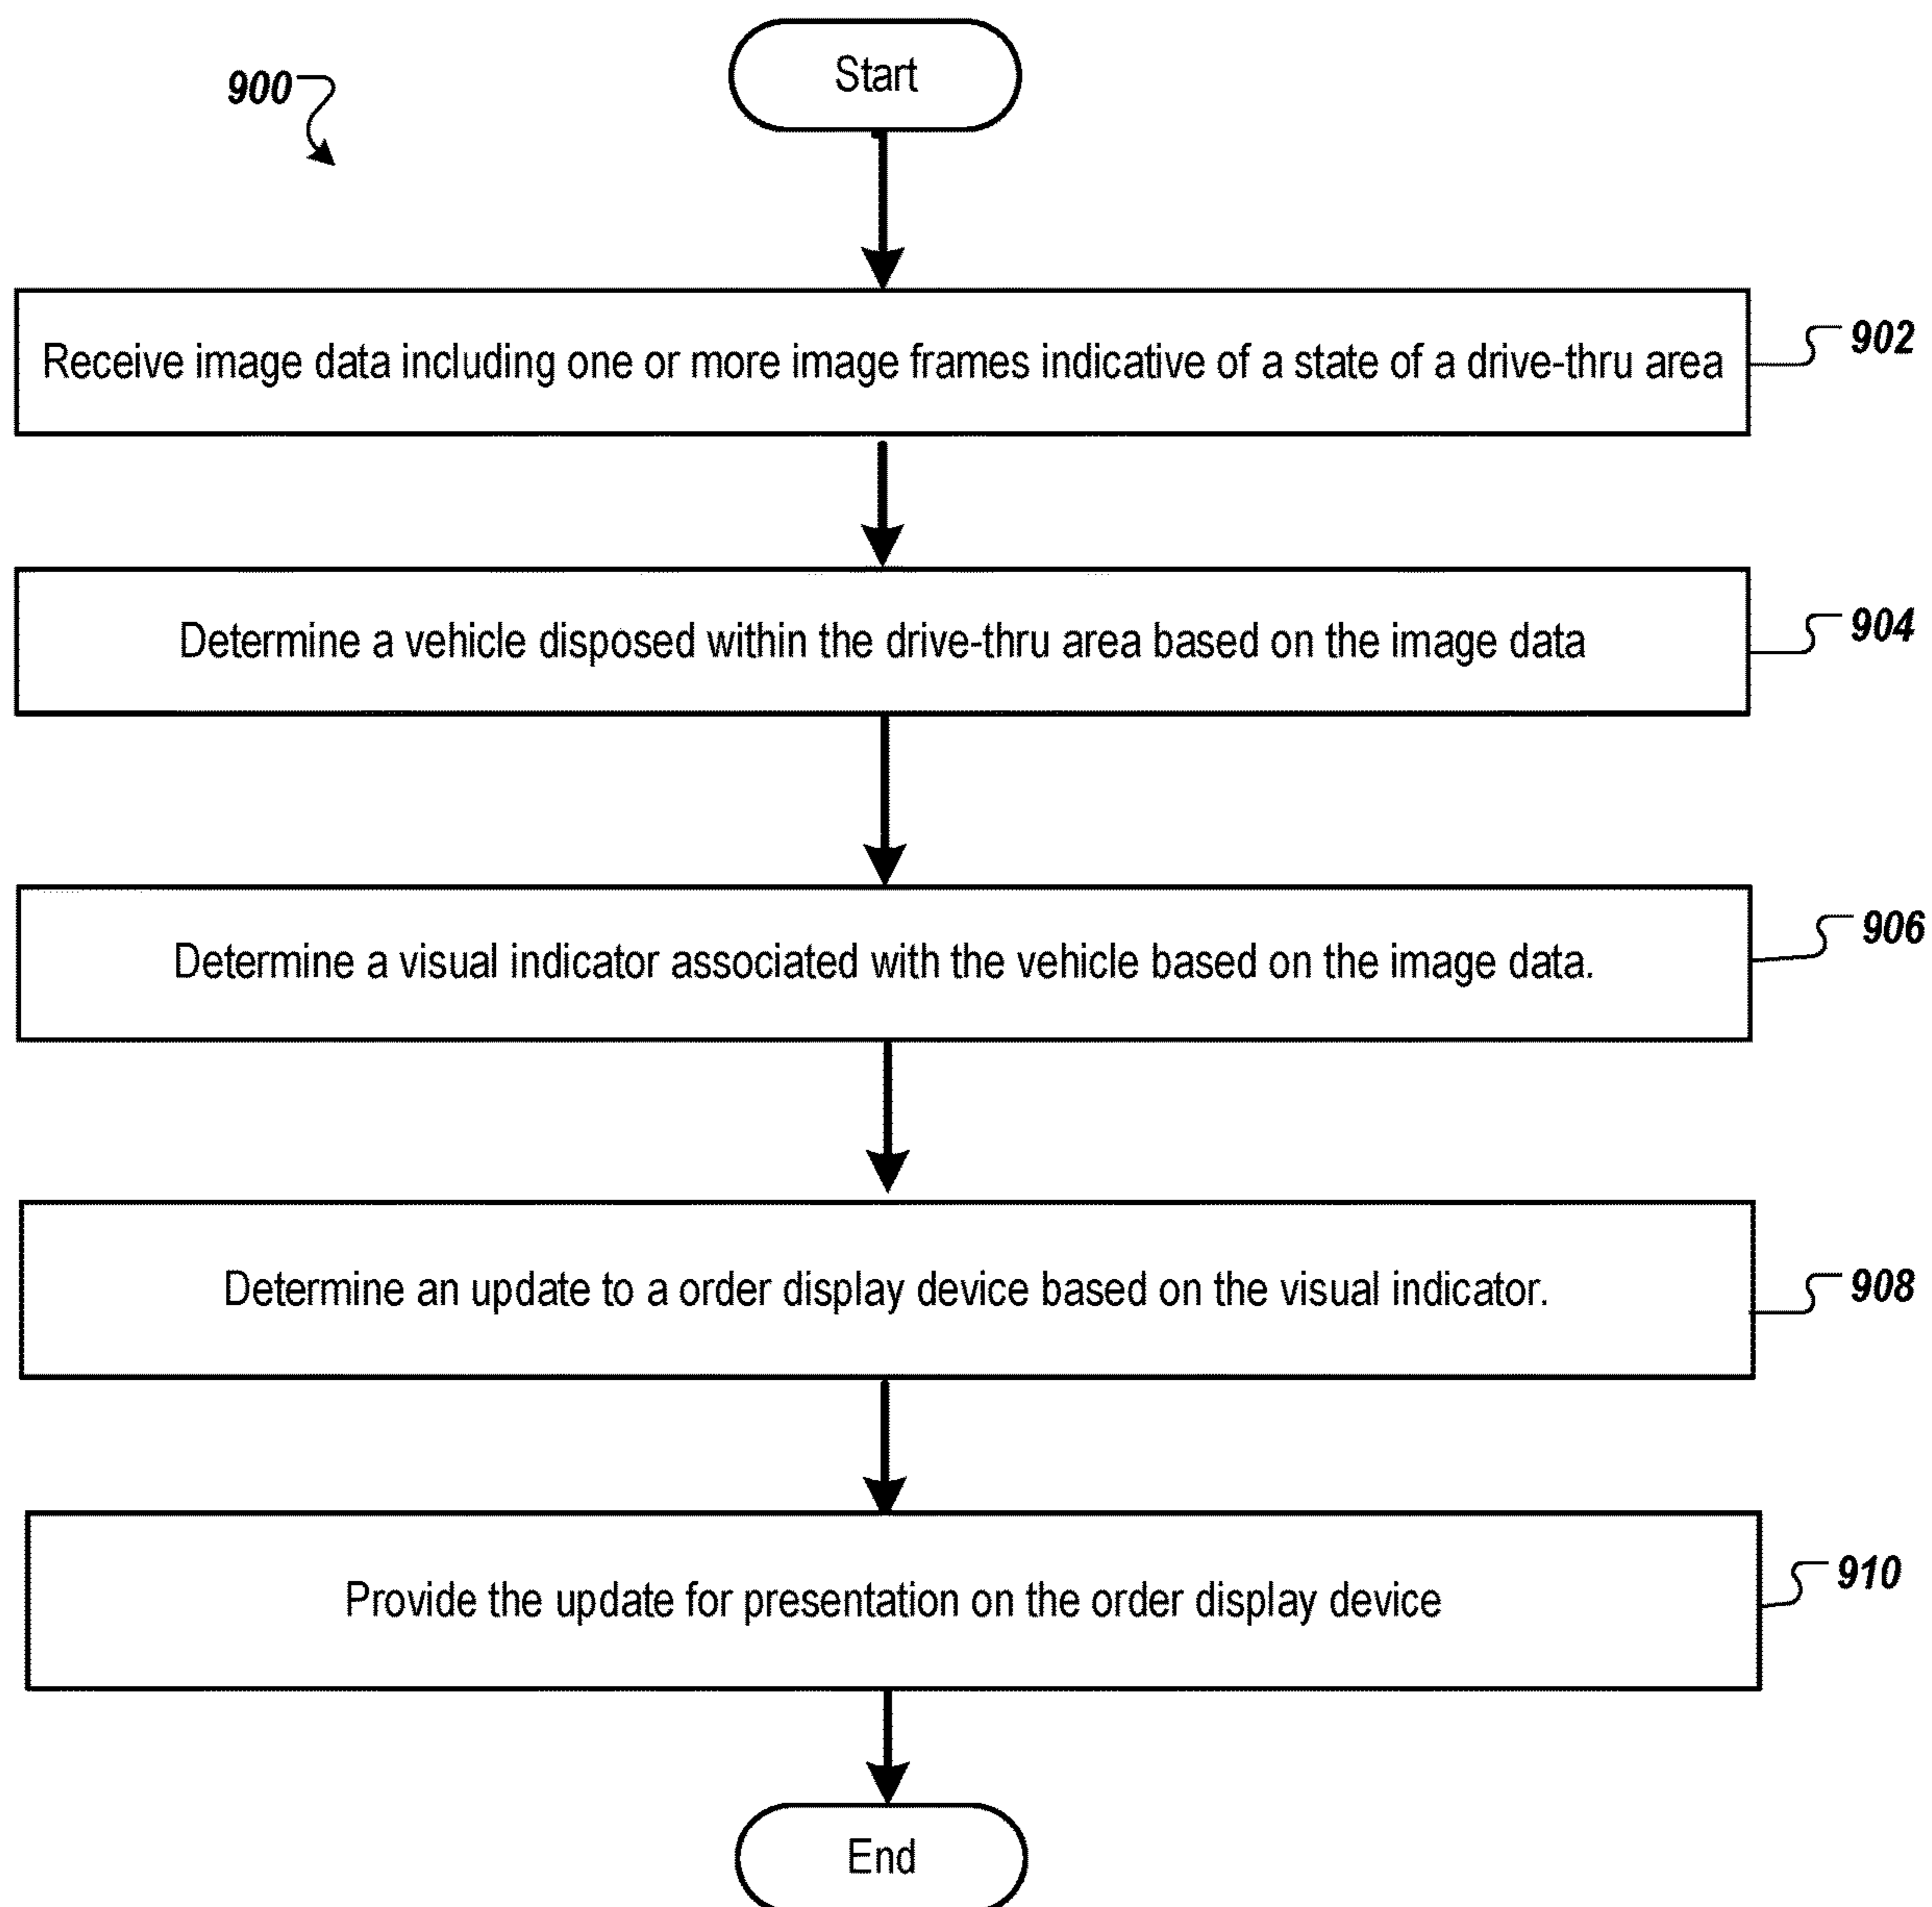 900
Start
Receive image data including one or more image frames indicative of a state of a drive-thru area
902
Determine a vehicle disposed within the drive-thru area based on the image data
904
Determine a visual indicator associated with the vehicle based on the image data.
906
Determine an update to a order display device based on the visual indicator.
908
Provide the update for presentation on the order display device
910
End